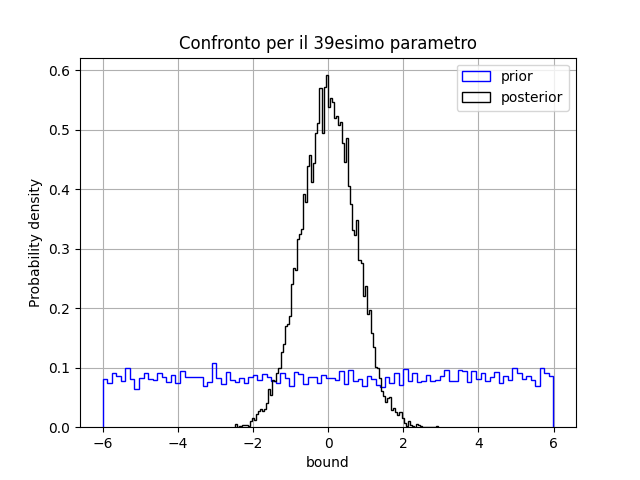 Confronto per il 39esimo parametro
prior
posterior
0.6
0.5
0.4
0.3
0.2
0.1
0.0
Probability density
−6 −4 −2 0 2 4 6
bound